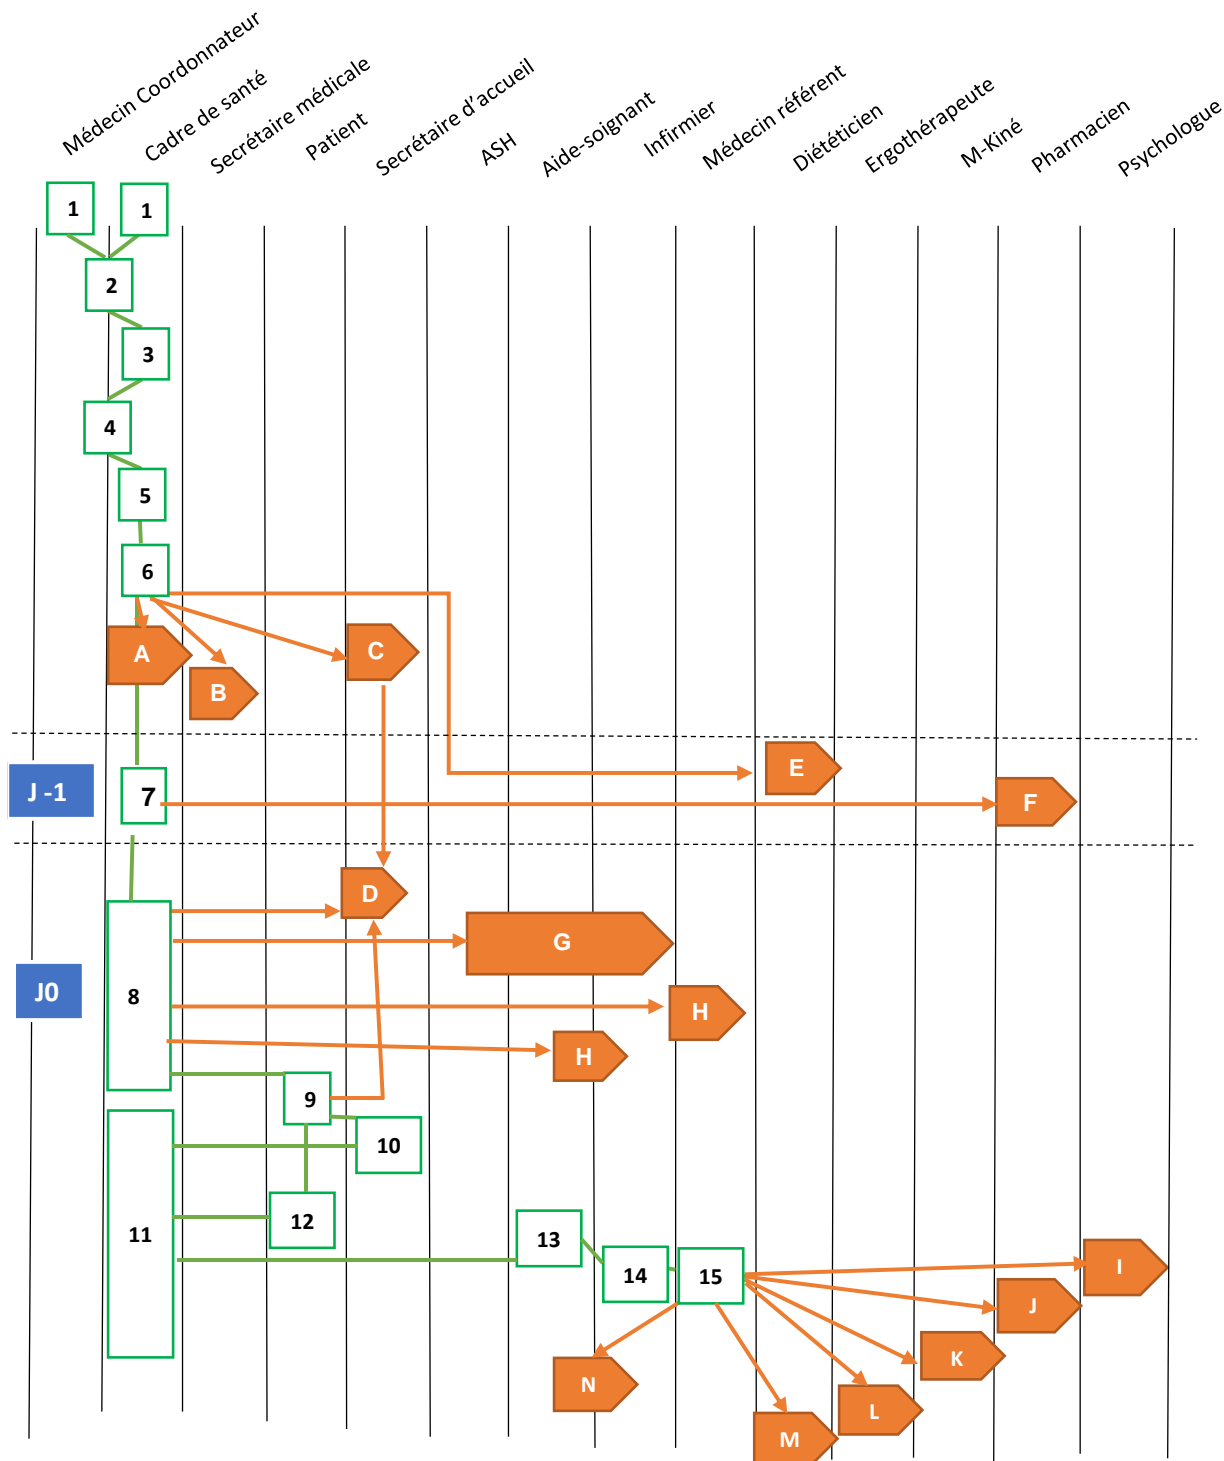 Médecin Coordonnateur
Cadre de santé
Secrétaire médicale
Patient
Secrétaire d'accueil
ASH
Aide-soignant
Infirmier
Médecin référent
Diététicien
Ergothérapeute
M-Kiné
Pharmacien
Psychologue
1
1
2
3
4
5
6
A
B
C
J -1
7
E
F
D
G
J0
8
H
H
9
10
11
12
13
14
15
I
J
K
N
L
M